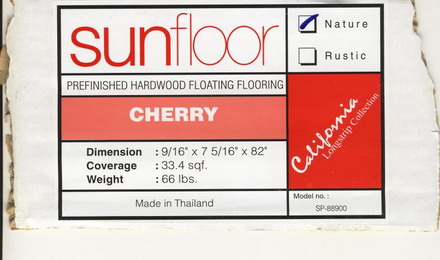 sunfloor
Nature
Rustic
PREFINISHED HARDWOOD FLOATING FLOORING
CHERRY
California
Longstrip Collection
Dimension : 9/16" x 7 5/16" x 82"
Coverage : 33.4 sqf.
Weight : 66 lbs.
Made in Thailand
Model no. :
SP-88900